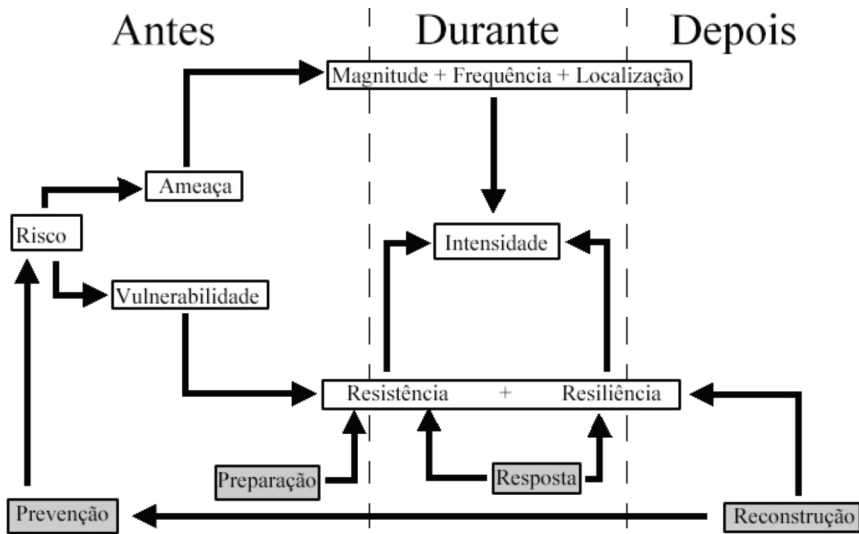 Antes Durante Depois
Magnitude + Frequência + Localização
Ameaça
Risco
Intensidade
Vulnerabilidade
Resistência + Resiliência
Preparação
Resposta
Prevenção
Reconstrução